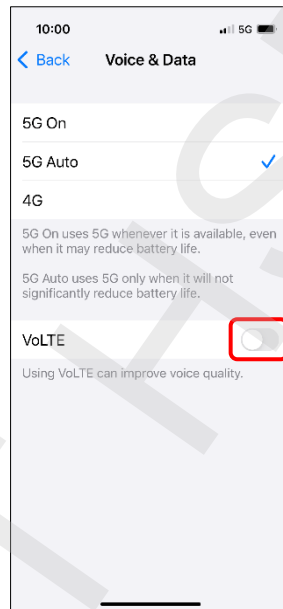 10:00
5G
Back
Voice & Data
5G On
5G Auto
4G
5G On uses 5G whenever it is available, even
when it may reduce battery life.
5G Auto uses 5G only when it will not
significantly reduce battery life.
VoLTE
Using VoLTE can improve voice quality.